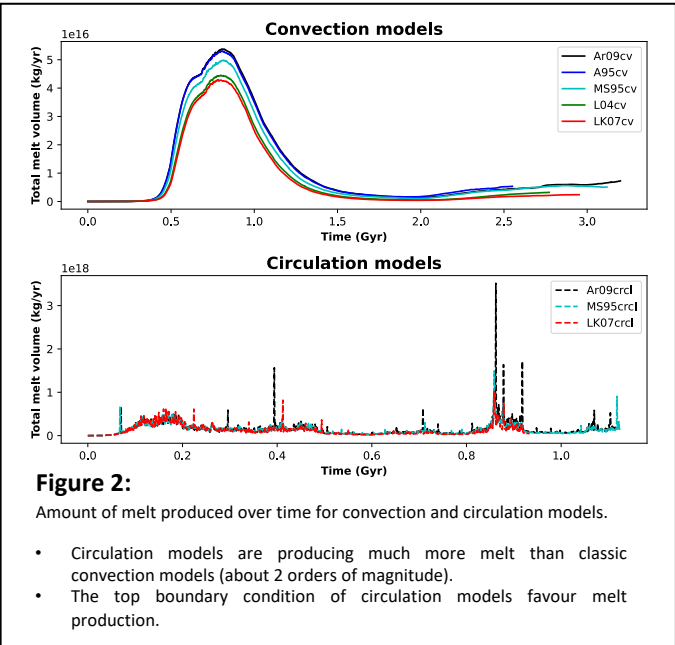 Convection models
1e16
Total melt volume (kg/yr)
5
4
3
2
1
0
Ar09cv
A95cv
MS95cv
L04cv
LK07cv
0.0 0.5 1.0 1.5 2.0 2.5 3.0
Time (Gyr)
Circulation models
1e18
Total melt volume (kg/yr)
3
2
1
0
Ar09crcl
MS95crcl
LK07crcl
0.0 0.2 0.4 0.6 0.8 1.0
Time (Gyr)
Figure 2:
Amount of melt produced over time for convection and circulation models.
• Circulation models are producing much more melt than classic
convection models (about 2 orders of magnitude).
• The top boundary condition of circulation models favour melt
production.